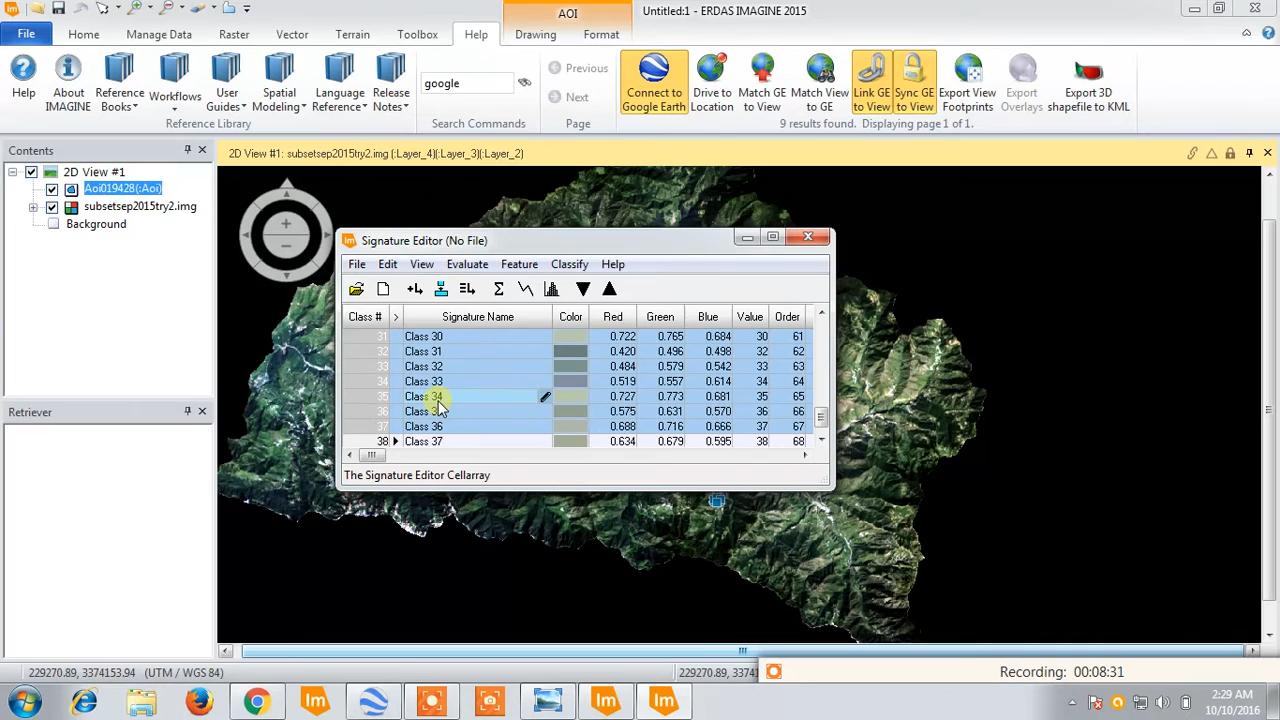 AOI
Untitled:1 - ERDAS IMAGINE 2015
File Home Manage Data Raster Vector Terrain Toolbox Help Drawing Format
Help
About IMAGINE
Reference Books
Workflows
User Guides
Spatial Modeling
Language Reference
Release Notes
Reference Library
google
Search Commands
Previous
Next
Page
Connect to Google Earth
Drive to Location
Match GE to View
Match View to GE
Link GE to View
Sync GE to View
Export View Footprints
Export Overlays
Export 3D shapefile to KML
9 results found. Displaying page 1 of 1.
Contents
2D View #1
Aoi019428(:Aoi)
subsetsep2015try2.img
Background
Retriever
2D View #1: subsetsep2015try2.img (:Layer_4)(:Layer_3)(:Layer_2)
Signature Editor (No File)
File Edit View Evaluate Feature Classify Help
Class # > Signature Name Color Red Green Blue Value Order
31 Class 30 0.722 0.765 0.684 30 61
32 Class 31 0.420 0.496 0.498 32 62
33 Class 32 0.484 0.579 0.542 33 63
34 Class 33 0.519 0.557 0.614 34 64
35 Class 34 0.727 0.773 0.681 35 65
36 Class 0.575 0.631 0.570 36 66
37 Class 36 0.688 0.716 0.666 37 67
38 Class 37 0.634 0.679 0.595 38 68
The Signature Editor Cellarray
229270.89, 3374153.94 (UTM / WGS 84)
229270.89, 3371
Recording: 00:08:31
2:29 AM
10/10/2016